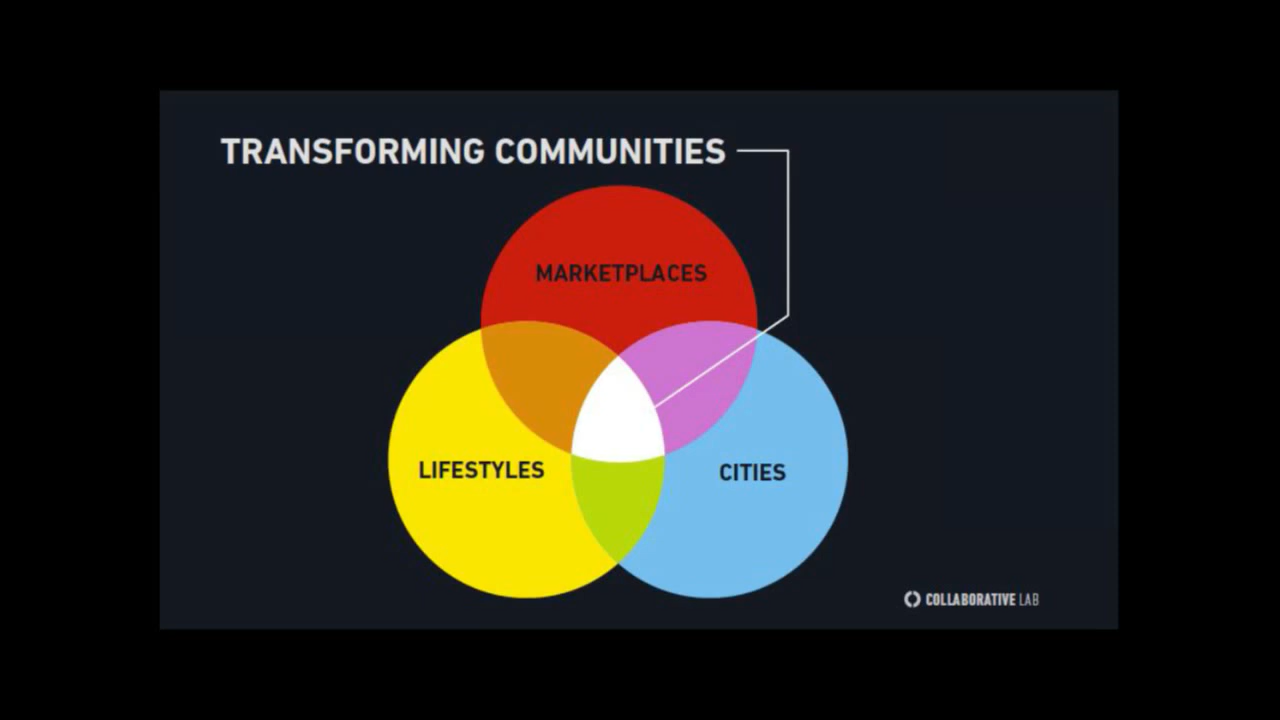 TRANSFORMING COMMUNITIES
MARKETPLACES
LIFESTYLES
CITIES
COLLABORATIVE LAB